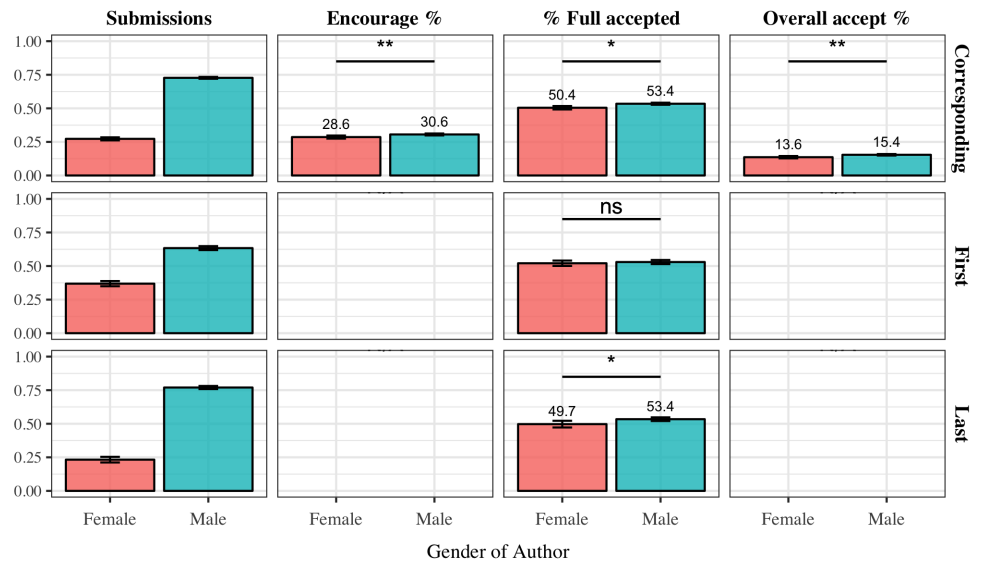 Submissions Encourage % % Full accepted Overall accept %
1.00 ** * ** Corresponding
0.75
50.4 53.4
0.50
28.6 30.6
0.25 13.6 15.4
0.00
1.00 ns First
0.75
0.50
0.25
0.00
1.00 * Last
0.75
49.7 53.4
0.50
0.25
0.00
Female Male Female Male Female Male Female Male
Gender of Author